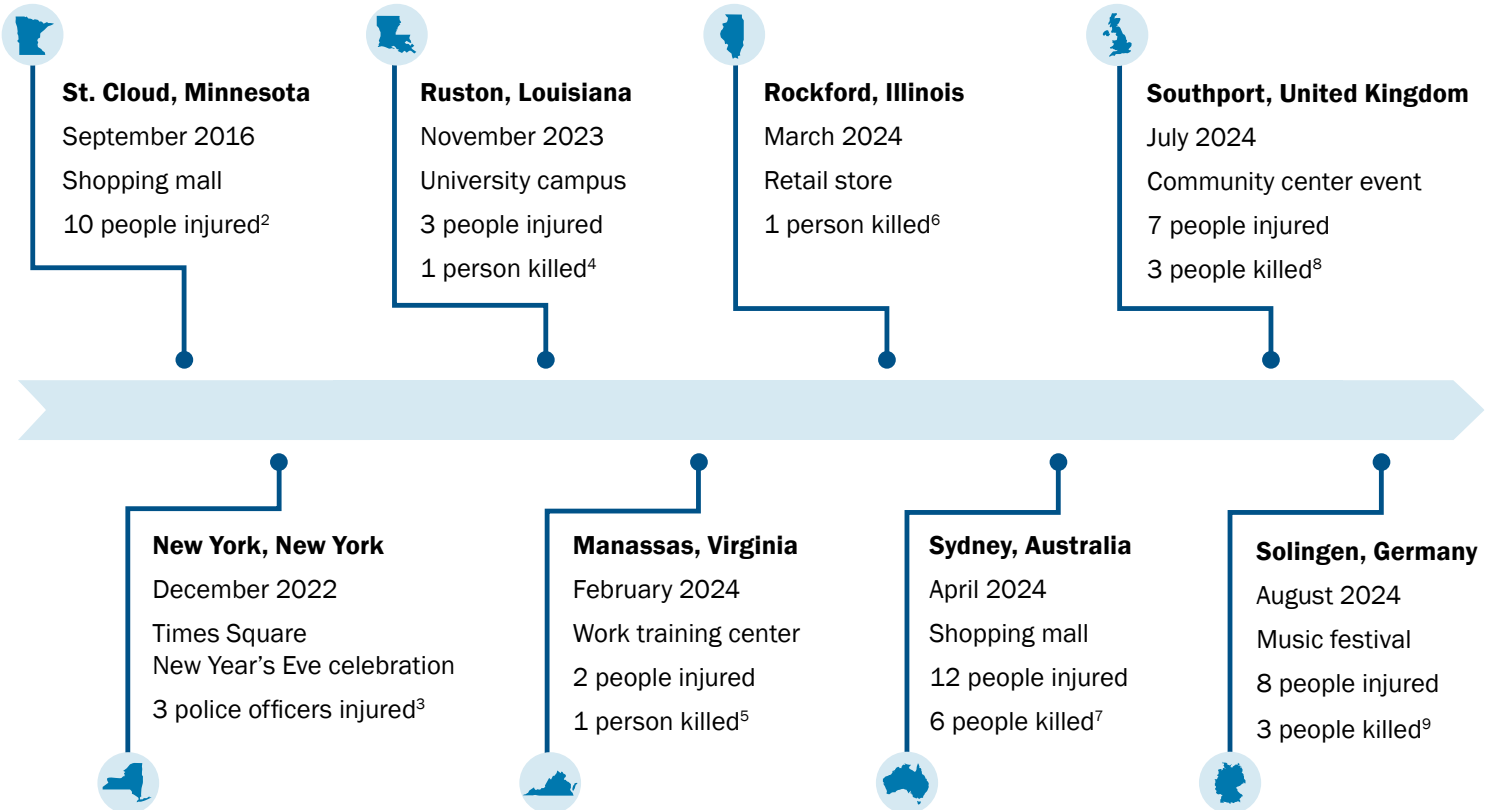 St. Cloud, Minnesota
September 2016
Shopping mall
10 people injured²
Ruston, Louisiana
November 2023
University campus
3 people injured
1 person killed⁴
Rockford, Illinois
March 2024
Retail store
1 person killed⁶
Southport, United Kingdom
July 2024
Community center event
7 people injured
3 people killed⁸
New York, New York
December 2022
Times Square
New Year’s Eve celebration
3 police officers injured³
Manassas, Virginia
February 2024
Work training center
2 people injured
1 person killed⁵
Sydney, Australia
April 2024
Shopping mall
12 people injured
6 people killed⁷
Solingen, Germany
August 2024
Music festival
8 people injured
3 people killed⁹